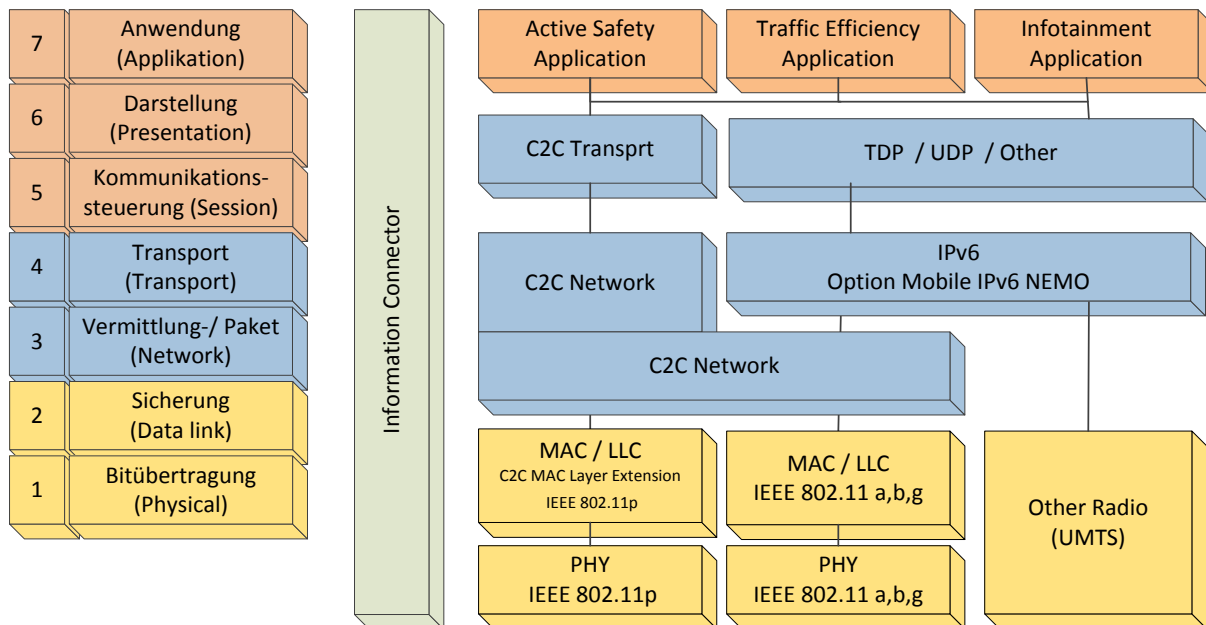 7
Anwendung
(Applikation)
6
Darstellung
(Presentation)
5
Kommunikations-
steuerung (Session)
4
Transport
(Transport)
3
Vermittlung-/ Paket
(Network)
2
Sicherung
(Data link)
1
Bitübertragung
(Physical)
Information Connector
Active Safety
Application
Traffic Efficiency
Application
Infotainment
Application
C2C Transprt
TDP / UDP / Other
C2C Network
IPv6
Option Mobile IPv6 NEMO
C2C Network
MAC / LLC
C2C MAC Layer Extension
IEEE 802.11p
MAC / LLC
IEEE 802.11 a,b,g
Other Radio
(UMTS)
PHY
IEEE 802.11p
PHY
IEEE 802.11 a,b,g